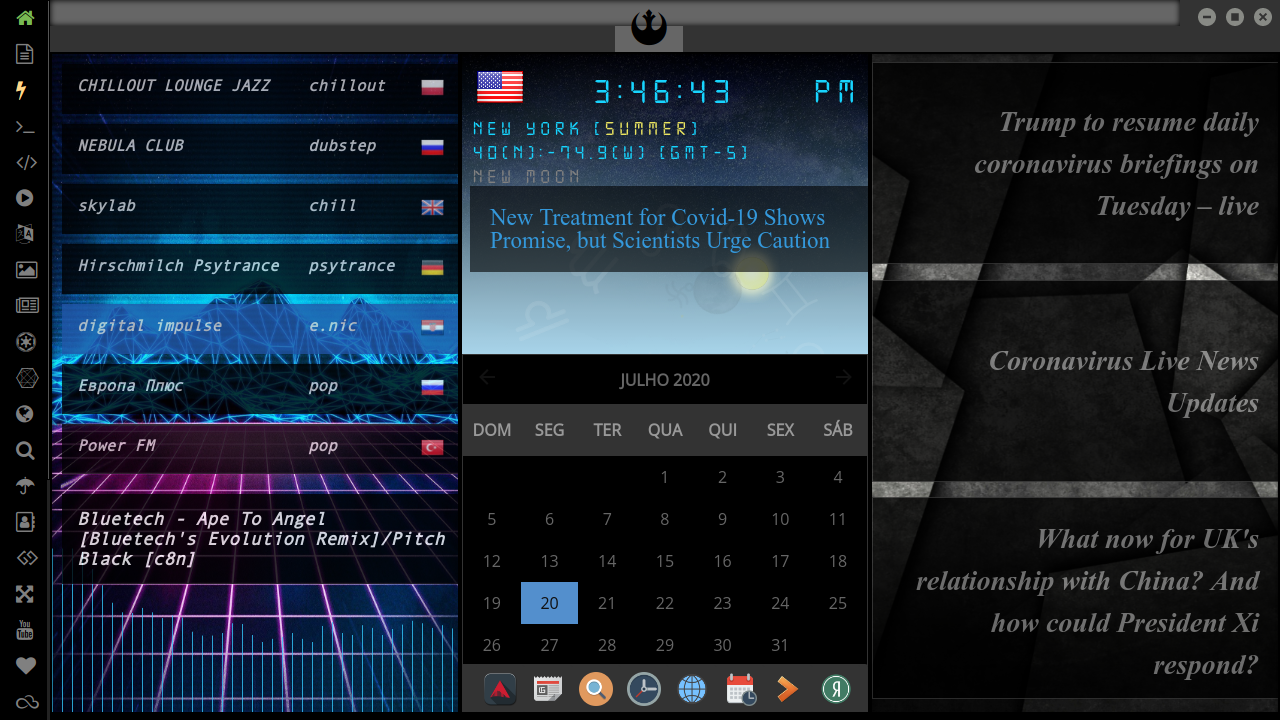 CHILLOUT LOUNGE JAZZ chillout
NEBULA CLUB dubstep
skylab chill
Hirschmilch Psytrance psytrance
digital impulse e.nic
Европа Плюс pop
Power FM pop
Bluetech - Ape To Angel
[Bluetech's Evolution Remix]/Pitch
Black [c8n]
3:46:43 PM
NEW YORK (SUMMER)
40(N):-74.9(W) (GMT-5)
NEW MOON
New Treatment for Covid-19 Shows
Promise, but Scientists Urge Caution
JULHO 2020
DOM SEG TER QUA QUI SEX SÁB
1 2 3 4
5 6 7 8 9 10 11
12 13 14 15 16 17 18
19 20 21 22 23 24 25
26 27 28 29 30 31
Trump to resume daily
coronavirus briefings on
Tuesday – live
Coronavirus Live News
Updates
What now for UK's
relationship with China? And
how could President Xi
respond?
You
Tube
Я